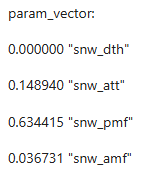 param_vector:
0.000000 "snw_dth"
0.148940 "snw_att"
0.634415 "snw_pmf"
0.036731 "snw_amf"